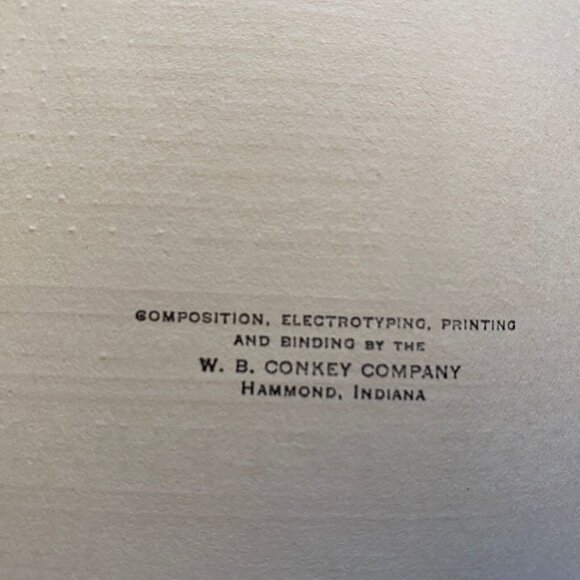 COMPOSITION, ELECTROTYPING, PRINTING
AND BINDING BY THE
W. B. CONKEY COMPANY
HAMMOND, INDIANA